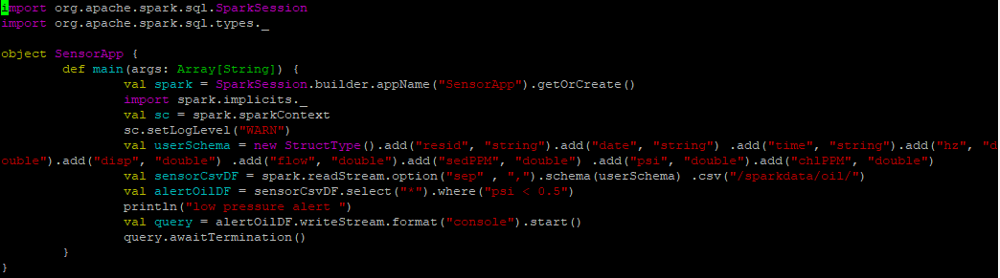 import org.apache.spark.sql.SparkSession
import org.apache.spark.sql.types._
object SensorApp {
def main(args: Array[String]) {
val spark = SparkSession.builder.appName("SensorApp").getOrCreate()
import spark.implicits._
val sc = spark.sparkContext
sc.setLogLevel("WARN")
val userSchema = new StructType().add("resid", "string").add("date", "string") .add("time", "string").add("hz", "d
ouble").add("disp", "double") .add("flow", "double").add("sedPPM", "double") .add("psi", "double").add("chlPPM", "double")
val sensorCsvDF = spark.readStream.option("sep" , ",").schema(userSchema) .csv("/sparkdata/oil/")
val alertOilDF = sensorCsvDF.select("*").where("psi < 0.5")
println("low pressure alert ")
val query = alertOilDF.writeStream.format("console").start()
query.awaitTermination()
}
}